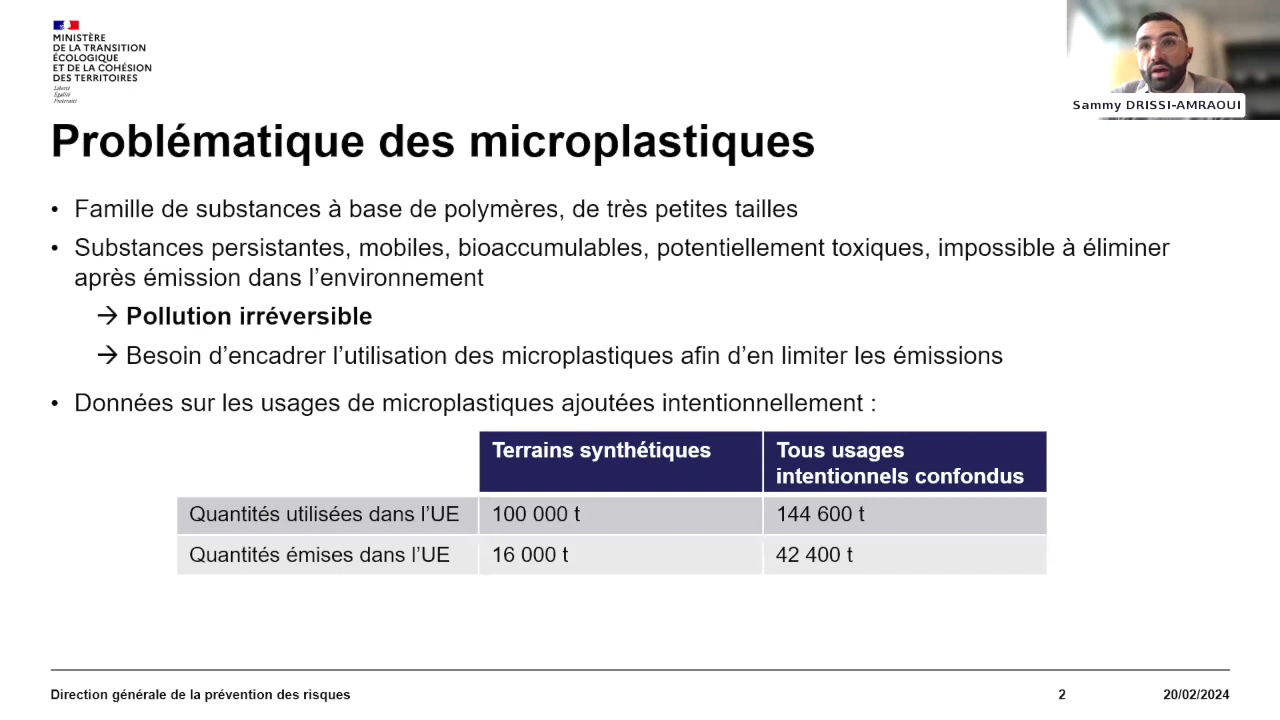 MINISTÈRE
DE LA TRANSITION
ÉCOLOGIQUE
ET DE LA COHÉSION
DES TERRITOIRES
Liberté
Égalité
Fraternité
Sammy DRISSI-AMRAOUI
Problématique des microplastiques
• Famille de substances à base de polymères, de très petites tailles
• Substances persistantes, mobiles, bioaccumulables, potentiellement toxiques, impossible à éliminer
après émission dans l’environnement
→ Pollution irréversible
→ Besoin d’encadrer l’utilisation des microplastiques afin d’en limiter les émissions
• Données sur les usages de microplastiques ajoutées intentionnellement :
Terrains synthétiques
Tous usages
intentionnels confondus
Quantités utilisées dans l’UE 100 000 t 144 600 t
Quantités émises dans l’UE 16 000 t 42 400 t
Direction générale de la prévention des risques 2 20/02/2024